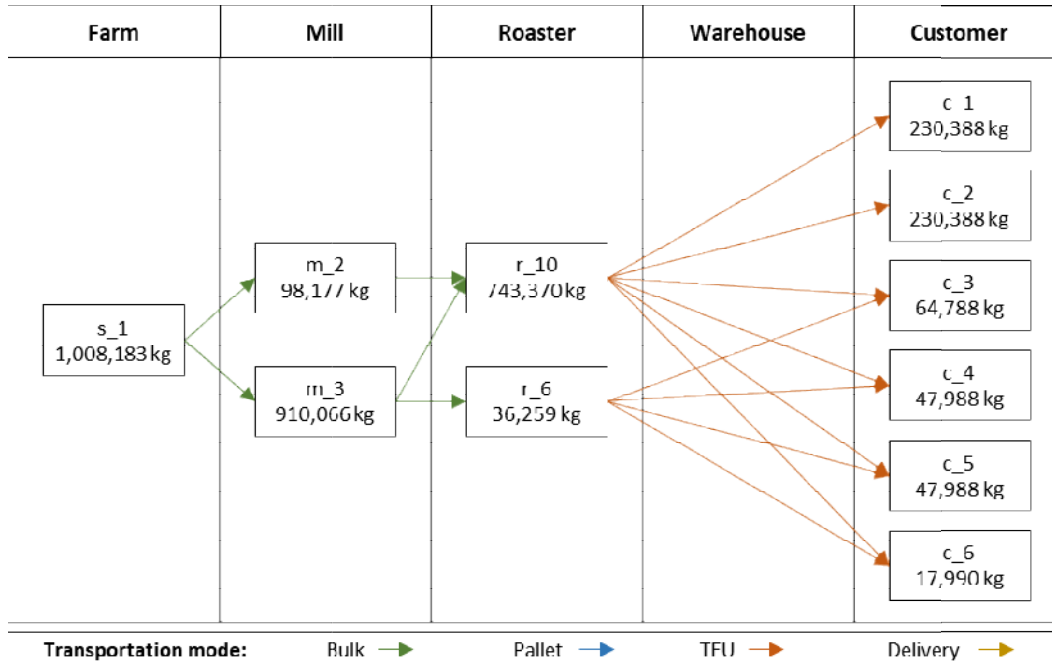 Farm Mill Roaster Warehouse Customer
c_1
230,388 kg
c_2
230,388 kg
m_2
98,177 kg
r_10
743,370 kg
c_3
64,788 kg
s_1
1,008,183 kg
m_3
910,066 kg
r_6
36,259 kg
c_4
47,988 kg
c_5
47,988 kg
c_6
17,990 kg
Transportation mode: Bulk Pallet TEU Delivery